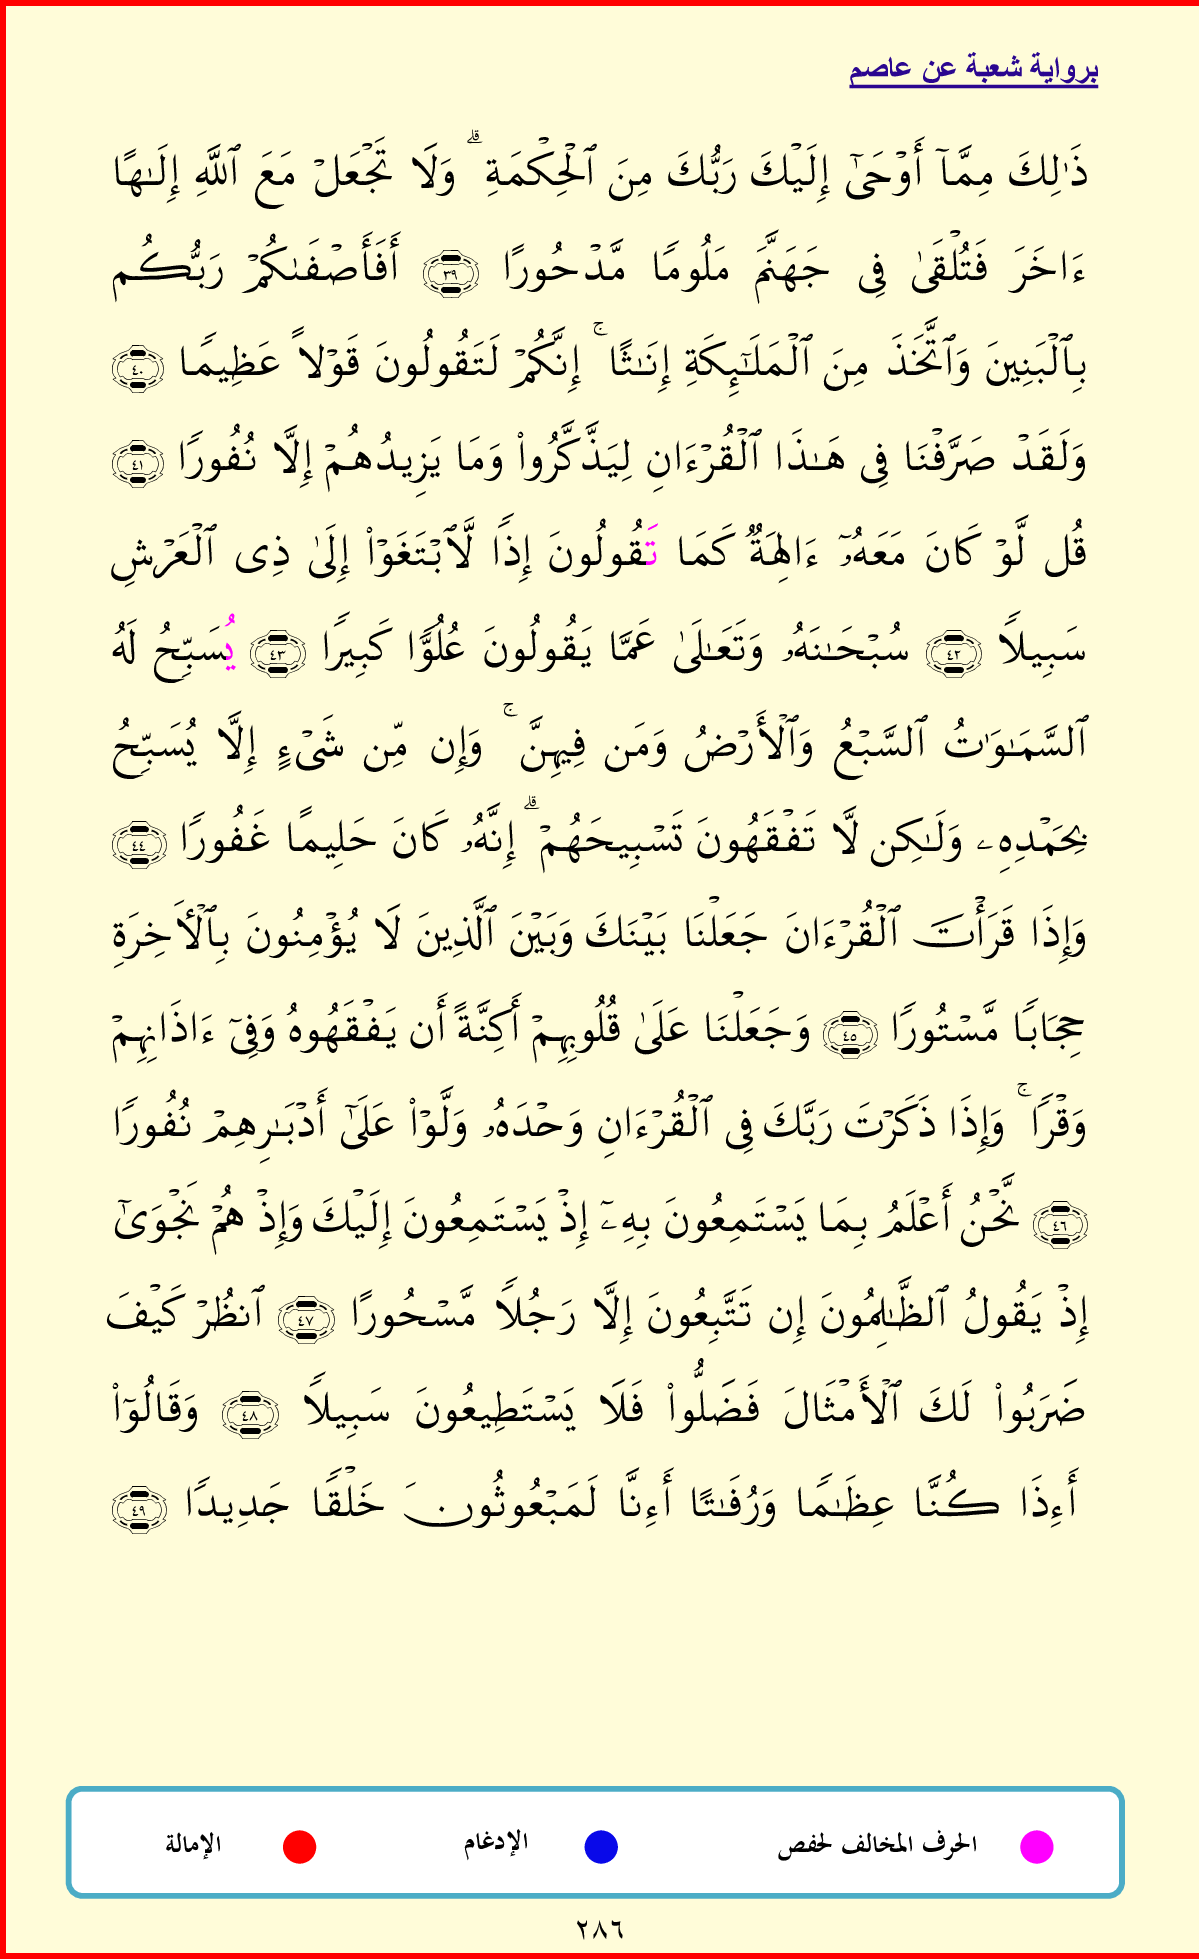 برواية شعبة عن عاصم
ذَٰلِكَ مِمَّآ أَوْحَىٰٓ إِلَيْكَ رَبُّكَ مِنَ ٱلْحِكْمَةِ ۗ وَلَا تَجْعَلْ مَعَ ٱللَّهِ إِلَـٰهًا
ءَاخَرَ فَتُلْقَىٰ فِى جَهَنَّمَ مَلُومًا مَّدْحُورًا ٣٩ أَفَأَصْفَىٰكُمْ رَبُّكُم
بِٱلْبَنِينَ وَٱتَّخَذَ مِنَ ٱلْمَلَـٰٓئِكَةِ إِنَـٰثًا ۚ إِنَّكُمْ لَتَقُولُونَ قَوْلاً عَظِيمًا ٤٠
وَلَقَدْ صَرَّفْنَا فِى هَـٰذَا ٱلْقُرْءَانِ لِيَذَّكَّرُوا۟ وَمَا يَزِيدُهُمْ إِلَّا نُفُورًا ٤١
قُل لَّوْ كَانَ مَعَهُۥٓ ءَالِهَةٌ كَمَا تَقُولُونَ إِذًا لَّٱبْتَغَوْا۟ إِلَىٰ ذِى ٱلْعَرْشِ
سَبِيلاً ٤٢ سُبْحَـٰنَهُۥ وَتَعَـٰلَىٰ عَمَّا يَقُولُونَ عُلُوًّا كَبِيرًا ٤٣ يُسَبِّحُ لَهُ
ٱلسَّمَـٰوَٰتُ ٱلسَّبْعُ وَٱلْأَرْضُ وَمَن فِيهِنَّ ۚ وَإِن مِّن شَىْءٍ إِلَّا يُسَبِّحُ
بِحَمْدِهِۦ وَلَـٰكِن لَّا تَفْقَهُونَ تَسْبِيحَهُمْ ۗ إِنَّهُۥ كَانَ حَلِيمًا غَفُورًا ٤٤
وَإِذَا قَرَأْتَ ٱلْقُرْءَانَ جَعَلْنَا بَيْنَكَ وَبَيْنَ ٱلَّذِينَ لَا يُؤْمِنُونَ بِٱلْأَخِرَةِ
حِجَابًا مَّسْتُورًا ٤٥ وَجَعَلْنَا عَلَىٰ قُلُوبِهِمْ أَكِنَّةً أَن يَفْقَهُوهُ وَفِىٓ ءَاذَانِهِمْ
وَقْرًا ۚ وَإِذَا ذَكَرْتَ رَبَّكَ فِى ٱلْقُرْءَانِ وَحْدَهُۥ وَلَّوْا۟ عَلَىٰٓ أَدْبَـٰرِهِمْ نُفُورًا
٤٦ نَّحْنُ أَعْلَمُ بِمَا يَسْتَمِعُونَ بِهِۦٓ إِذْ يَسْتَمِعُونَ إِلَيْكَ وَإِذْ هُمْ نَجْوَىٰٓ
إِذْ يَقُولُ ٱلظَّـٰلِمُونَ إِن تَتَّبِعُونَ إِلَّا رَجُلاً مَّسْحُورًا ٤٧ ٱنظُرْ كَيْفَ
ضَرَبُوا۟ لَكَ ٱلْأَمْثَالَ فَضَلُّوا۟ فَلَا يَسْتَطِيعُونَ سَبِيلاً ٤٨ وَقَالُوٓا۟
أَءِذَا كُنَّا عِظَـٰمًا وَرُفَـٰتًا أَءِنَّا لَمَبْعُوثُونَ خَلْقًا جَدِيدًا ٤٩
الحرف المخالف لحفص الإدغام الإمالة
٢٨٦